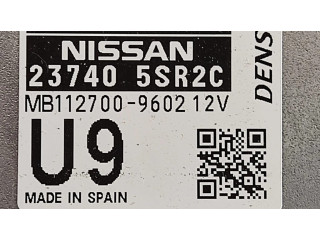 NISSAN
23740 5SR2C
MB112700-9602 12V
U9
MADE IN SPAIN
DENS